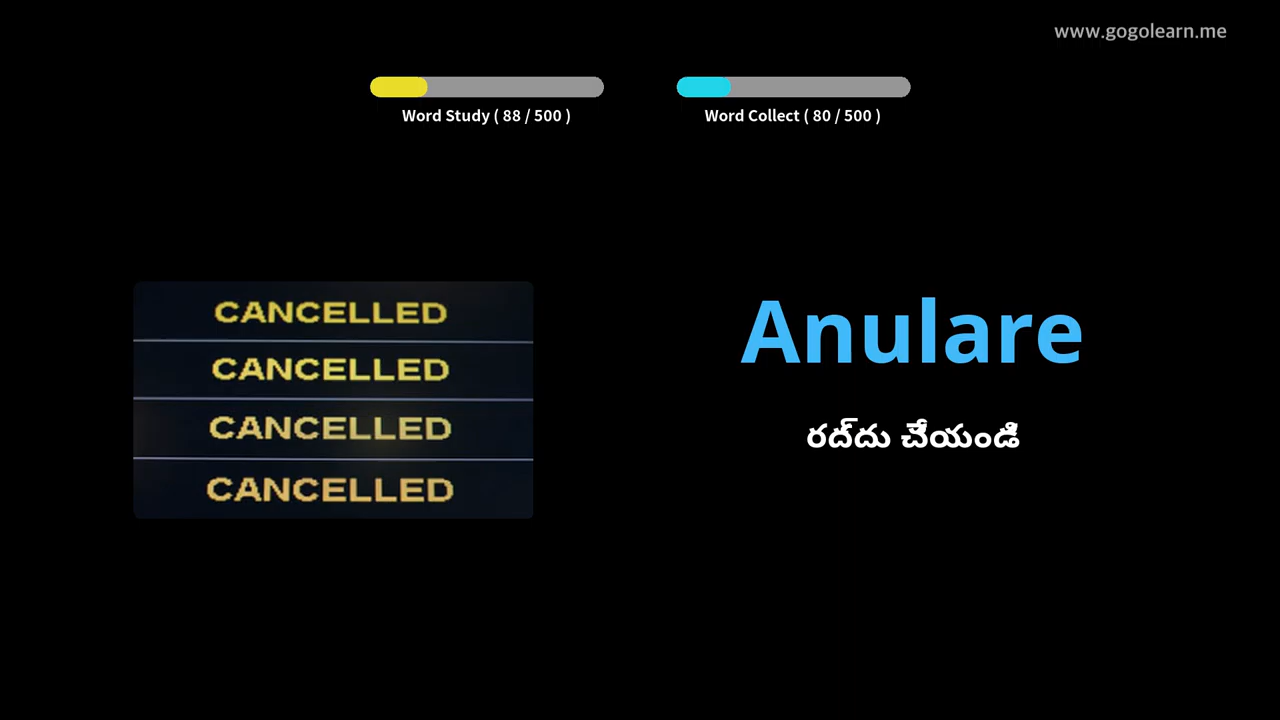 www.gogolearn.me
Word Study ( 88 / 500 )
Word Collect ( 80 / 500 )
CANCELLED
CANCELLED
CANCELLED
CANCELLED
Anulare
రద్దు చేయండి